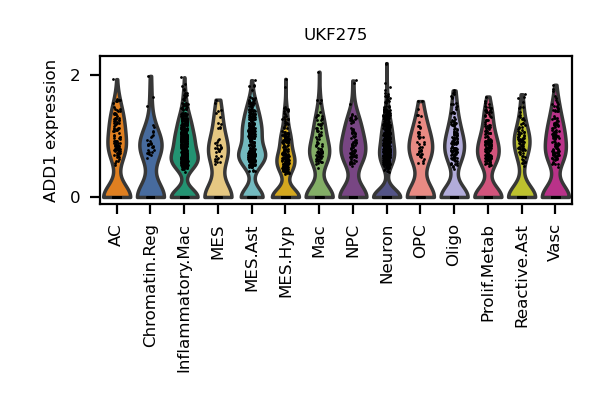 UKF275
ADD1 expression
2
0
AC
Chromatin.Reg
Inflammatory.Mac
MES
MES.Ast
MES.Hyp
Mac
NPC
Neuron
OPC
Oligo
Prolif.Metab
Reactive.Ast
Vasc